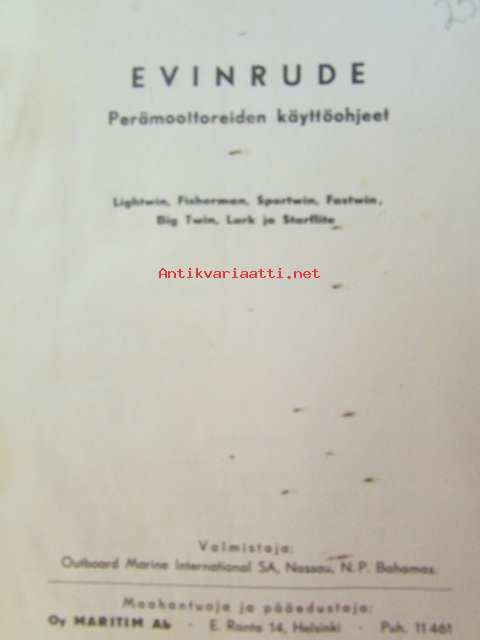 EVINRUDE
Perämoottoreiden käyttöohjeet
Lightwin, Fisherman, Sportwin, Fastwin,
Big Twin, Lark ja Starflite
Antikvariaatti.net
Valmistaja:
Outboard Marine International SA, Nassau, N. P. Bahamas.
Maahantuoja ja pääedustaja:
Oy MARITIM Ab · E. Ranta 14, Helsinki · Puh. 11 461